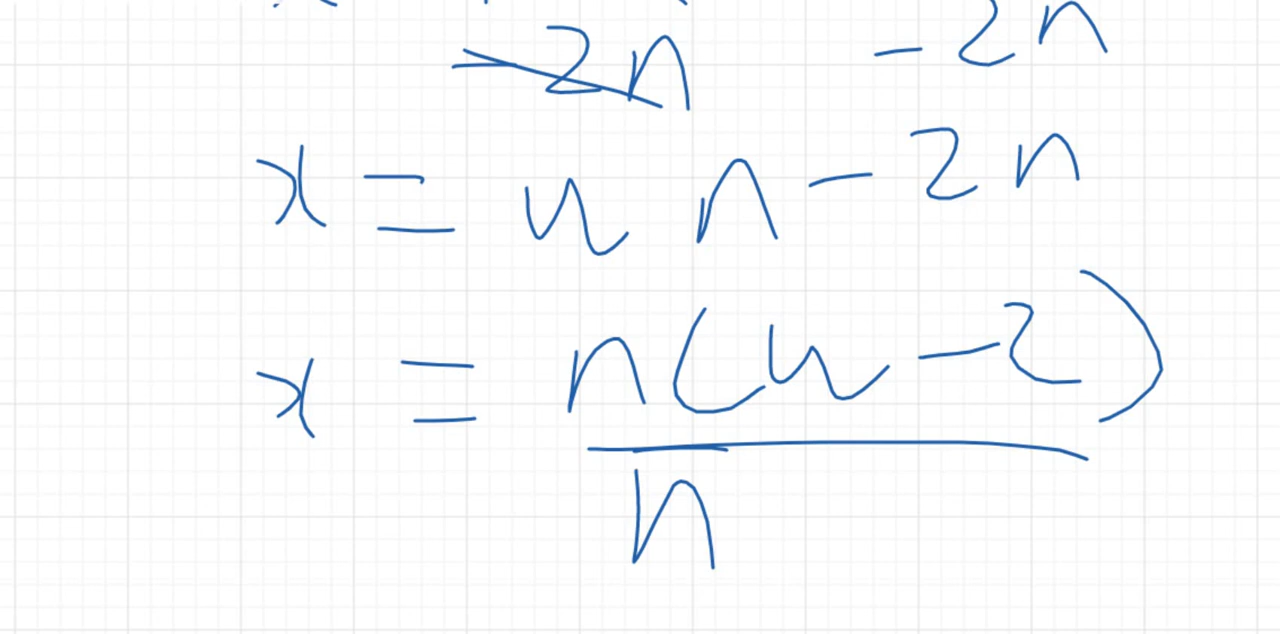 -2n -2n
x = un - 2n
x = n(u-2)
n